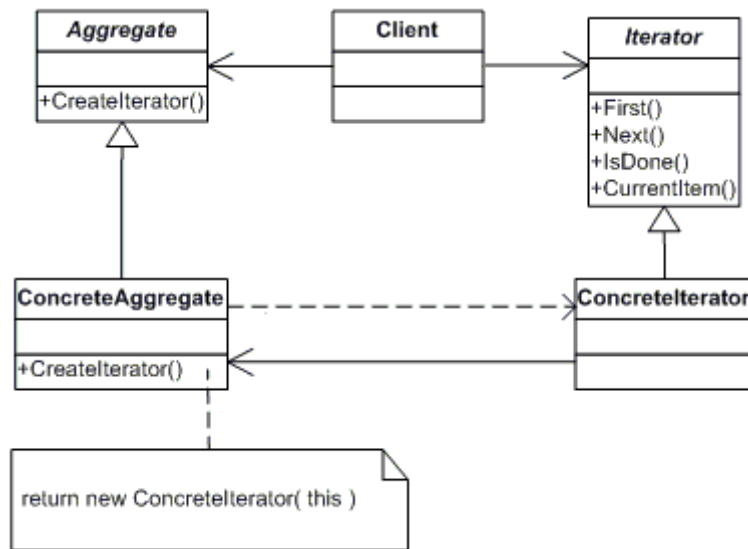 Aggregate
+CreateIterator()
Client
Iterator
+First()
+Next()
+IsDone()
+CurrentItem()
ConcreteAggregate
+CreateIterator()
ConcreteIterator
return new ConcreteIterator( this )